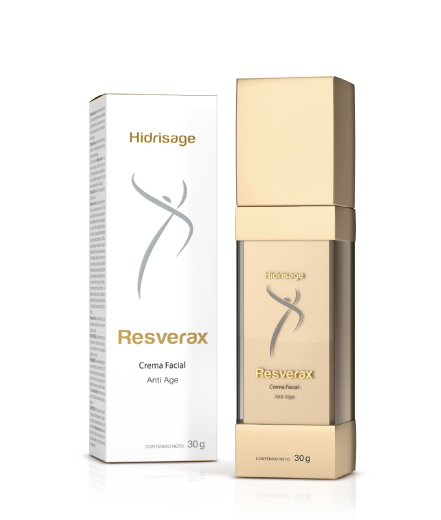 Hidrisage
Resverax
Crema Facial
Anti Age
CONTENIDO NETO 30 g
Hidrisage
Resverax
Crema Facial
Anti Age
CONTENIDO NETO 30 g